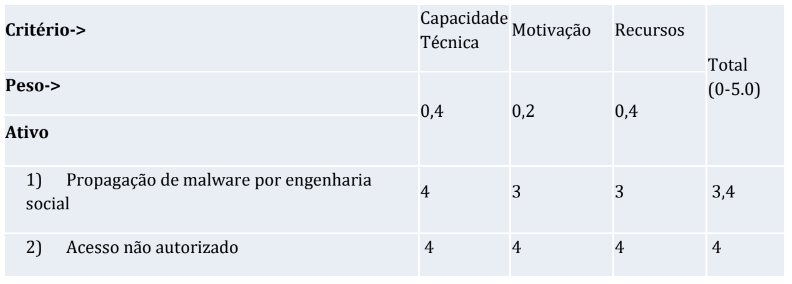 Critério->
Capacidade
Técnica
Motivação
Recursos
Total
(0-5.0)
Peso->
0,4
0,2
0,4
Ativo
1) Propagação de malware por engenharia
social
4
3
3
3,4
2) Acesso não autorizado
4
4
4
4